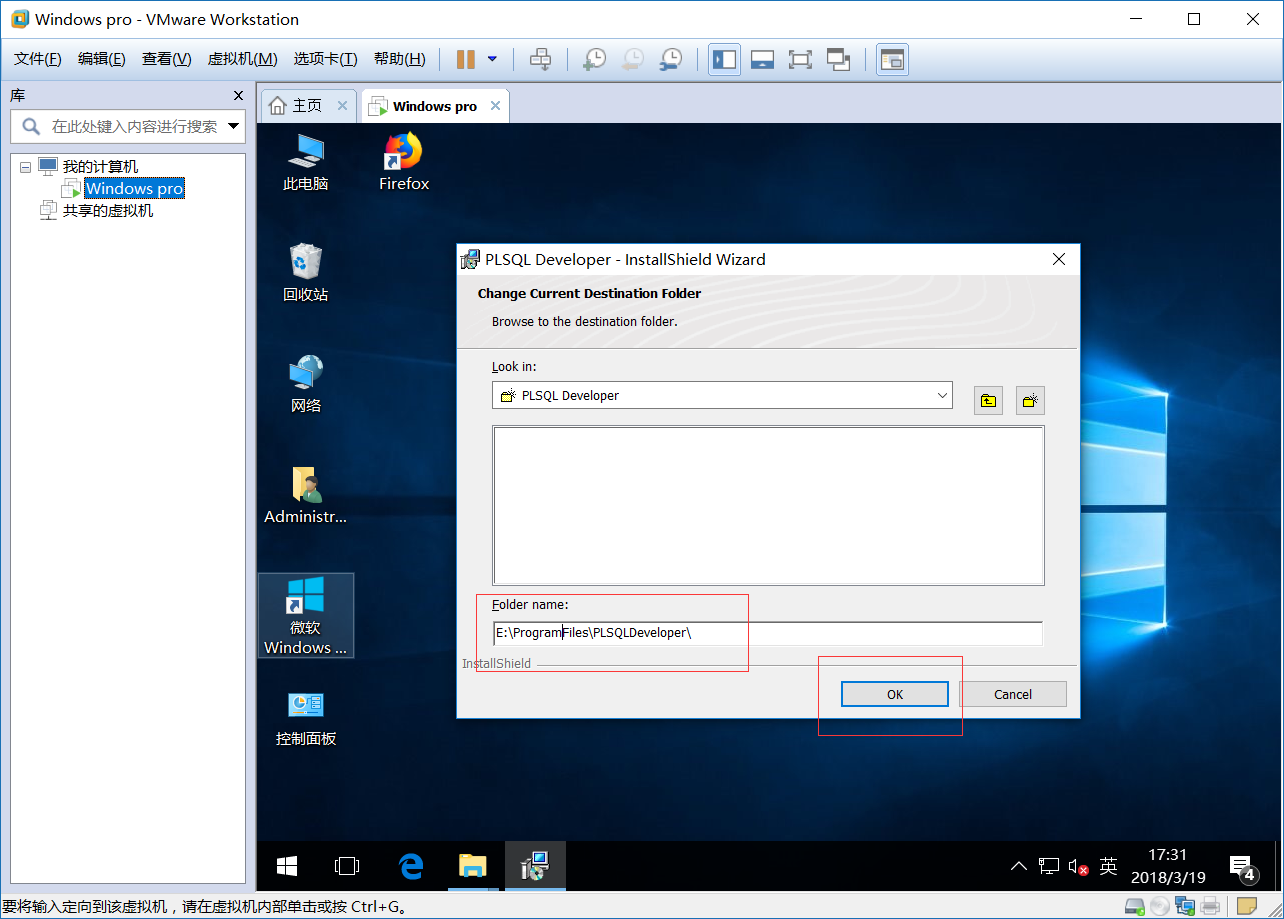 Windows pro - VMware Workstation
文件(F) 编辑(E) 查看(V) 虚拟机(M) 选项卡(T) 帮助(H)
库
在此处键入内容进行搜索
我的计算机
Windows pro
共享的虚拟机
主页
Windows pro
此电脑
Firefox
回收站
网络
Administr...
微软
Windows ...
控制面板
PLSQL Developer - InstallShield Wizard
Change Current Destination Folder
Browse to the destination folder.
Look in:
PLSQL Developer
Folder name:
E:\ProgramFiles\PLSQLDeveloper\
InstallShield
OK
Cancel
英
17:31
2018/3/19
4
要将输入定向到该虚拟机，请在虚拟机内部单击或按 Ctrl+G。